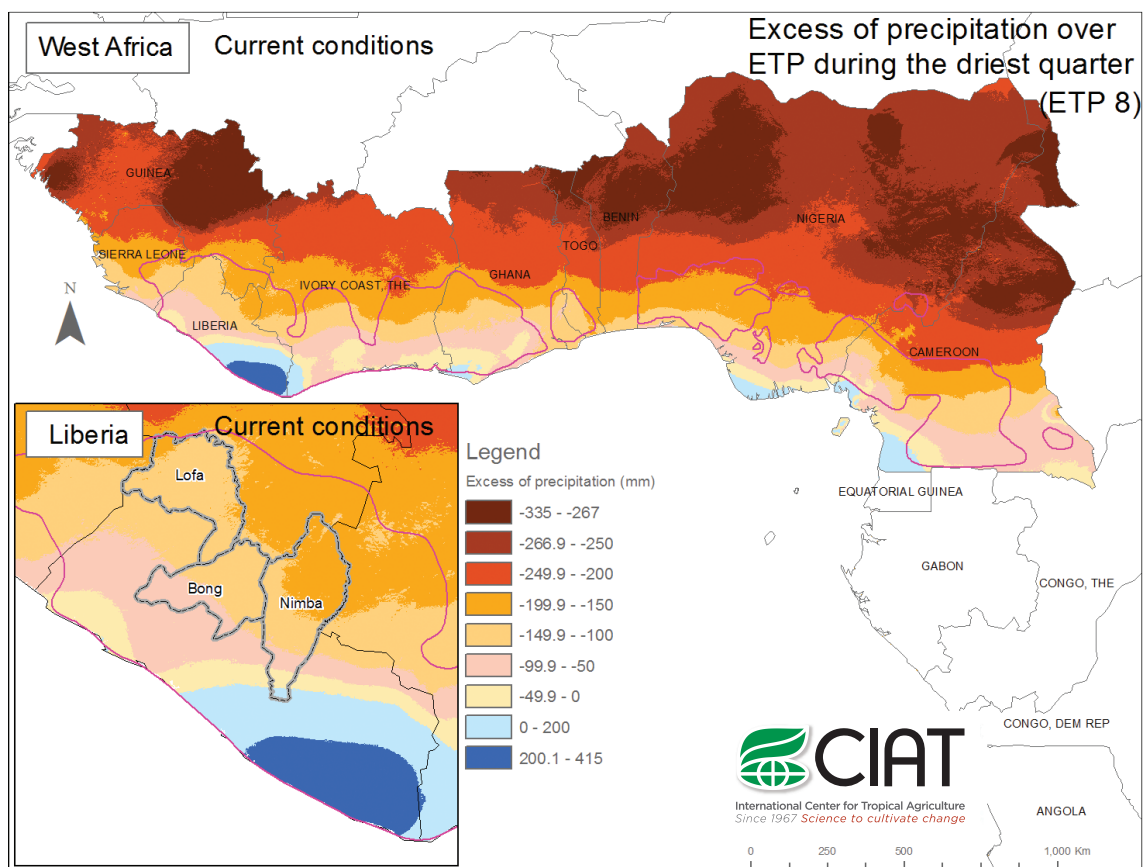 West Africa
Current conditions
Excess of precipitation over
ETP during the driest quarter
(ETP 8)
GUINEA
SIERRA LEONE
LIBERIA
IVORY COAST, THE
GHANA
TOGO
BENIN
NIGERIA
CAMEROON
N
EQUATORIAL GUINEA
GABON
CONGO, THE
CONGO, DEM REP
ANGOLA
Liberia
Current conditions
Lofa
Bong
Nimba
Legend
Excess of precipitation (mm)
-335 - -267
-266.9 - -250
-249.9 - -200
-199.9 - -150
-149.9 - -100
-99.9 - -50
-49.9 - 0
0 - 200
200.1 - 415
CIAT
International Center for Tropical Agriculture
Since 1967 Science to cultivate change
0 250 500 1,000 Km